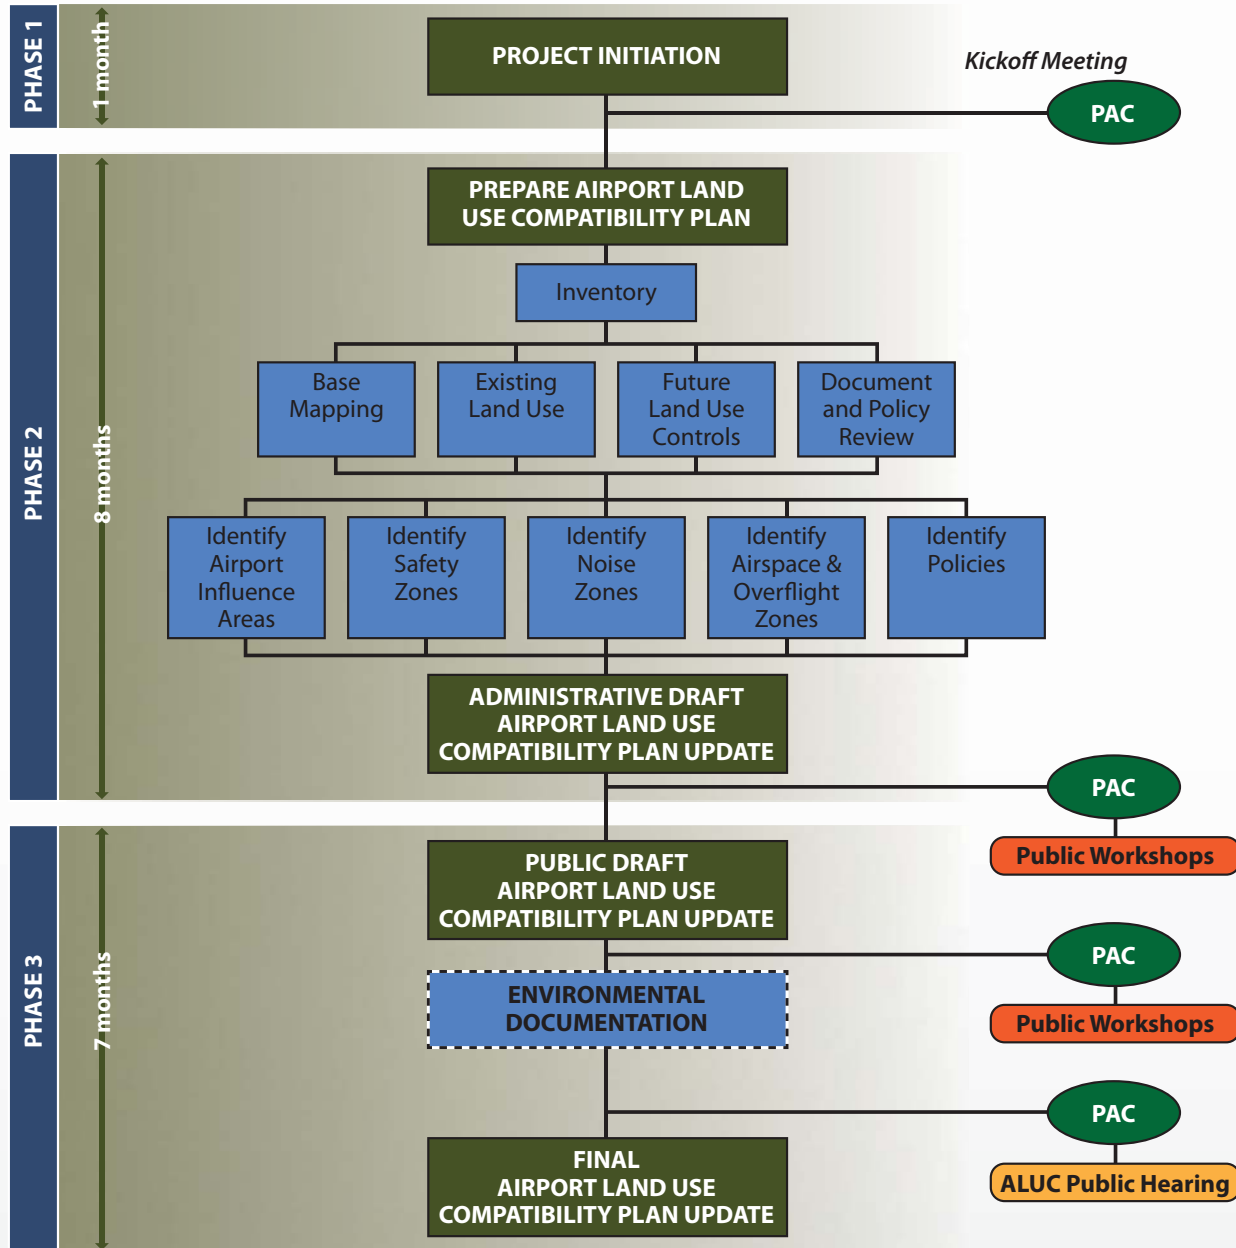 PHASE 1
1 month
PROJECT INITIATION
Kickoff Meeting
PAC
PHASE 2
8 months
PREPARE AIRPORT LAND
USE COMPATIBILITY PLAN
Inventory
Base
Mapping
Existing
Land Use
Future
Land Use
Controls
Document
and Policy
Review
Identify
Airport
Influence
Areas
Identify
Safety
Zones
Identify
Noise
Zones
Identify
Airspace &
Overflight
Zones
Identify
Policies
ADMINISTRATIVE DRAFT
AIRPORT LAND USE
COMPATIBILITY PLAN UPDATE
PAC
Public Workshops
PHASE 3
7 months
PUBLIC DRAFT
AIRPORT LAND USE
COMPATIBILITY PLAN UPDATE
PAC
Public Workshops
ENVIRONMENTAL
DOCUMENTATION
PAC
ALUC Public Hearing
FINAL
AIRPORT LAND USE
COMPATIBILITY PLAN UPDATE